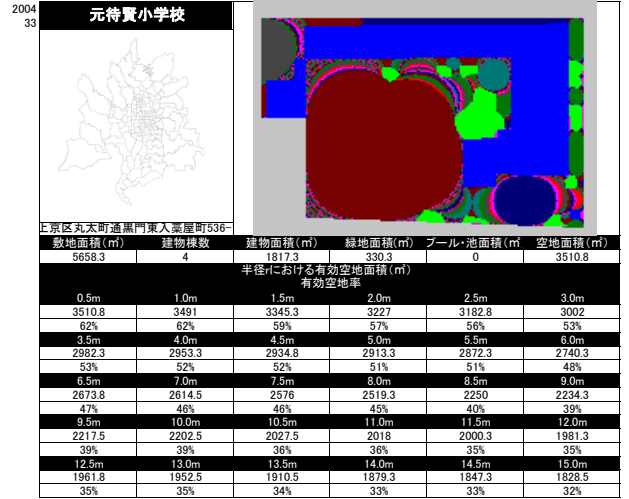 2004
33
元待賢小学校
上京区丸太町通黒門東入藁屋町536-
敷地面積(㎡) 建物棟数 建物面積(㎡) 緑地面積(㎡) プール・池面積(㎡ 空地面積(㎡)
5658.3 4 1817.3 330.3 0 3510.8
半径rにおける有効空地面積(㎡)
有効空地率
0.5m 1.0m 1.5m 2.0m 2.5m 3.0m
3510.8 3491 3345.3 3227 3182.8 3002
62% 62% 59% 57% 56% 53%
3.5m 4.0m 4.5m 5.0m 5.5m 6.0m
2982.3 2953.3 2934.8 2913.3 2872.3 2740.3
53% 52% 52% 51% 51% 48%
6.5m 7.0m 7.5m 8.0m 8.5m 9.0m
2673.8 2614.5 2576 2519.3 2250 2234.3
47% 46% 46% 45% 40% 39%
9.5m 10.0m 10.5m 11.0m 11.5m 12.0m
2217.5 2202.5 2027.5 2018 2000.3 1981.3
39% 39% 36% 36% 35% 35%
12.5m 13.0m 13.5m 14.0m 14.5m 15.0m
1961.8 1952.5 1910.5 1879.3 1847.3 1828.5
35% 35% 34% 33% 33% 32%